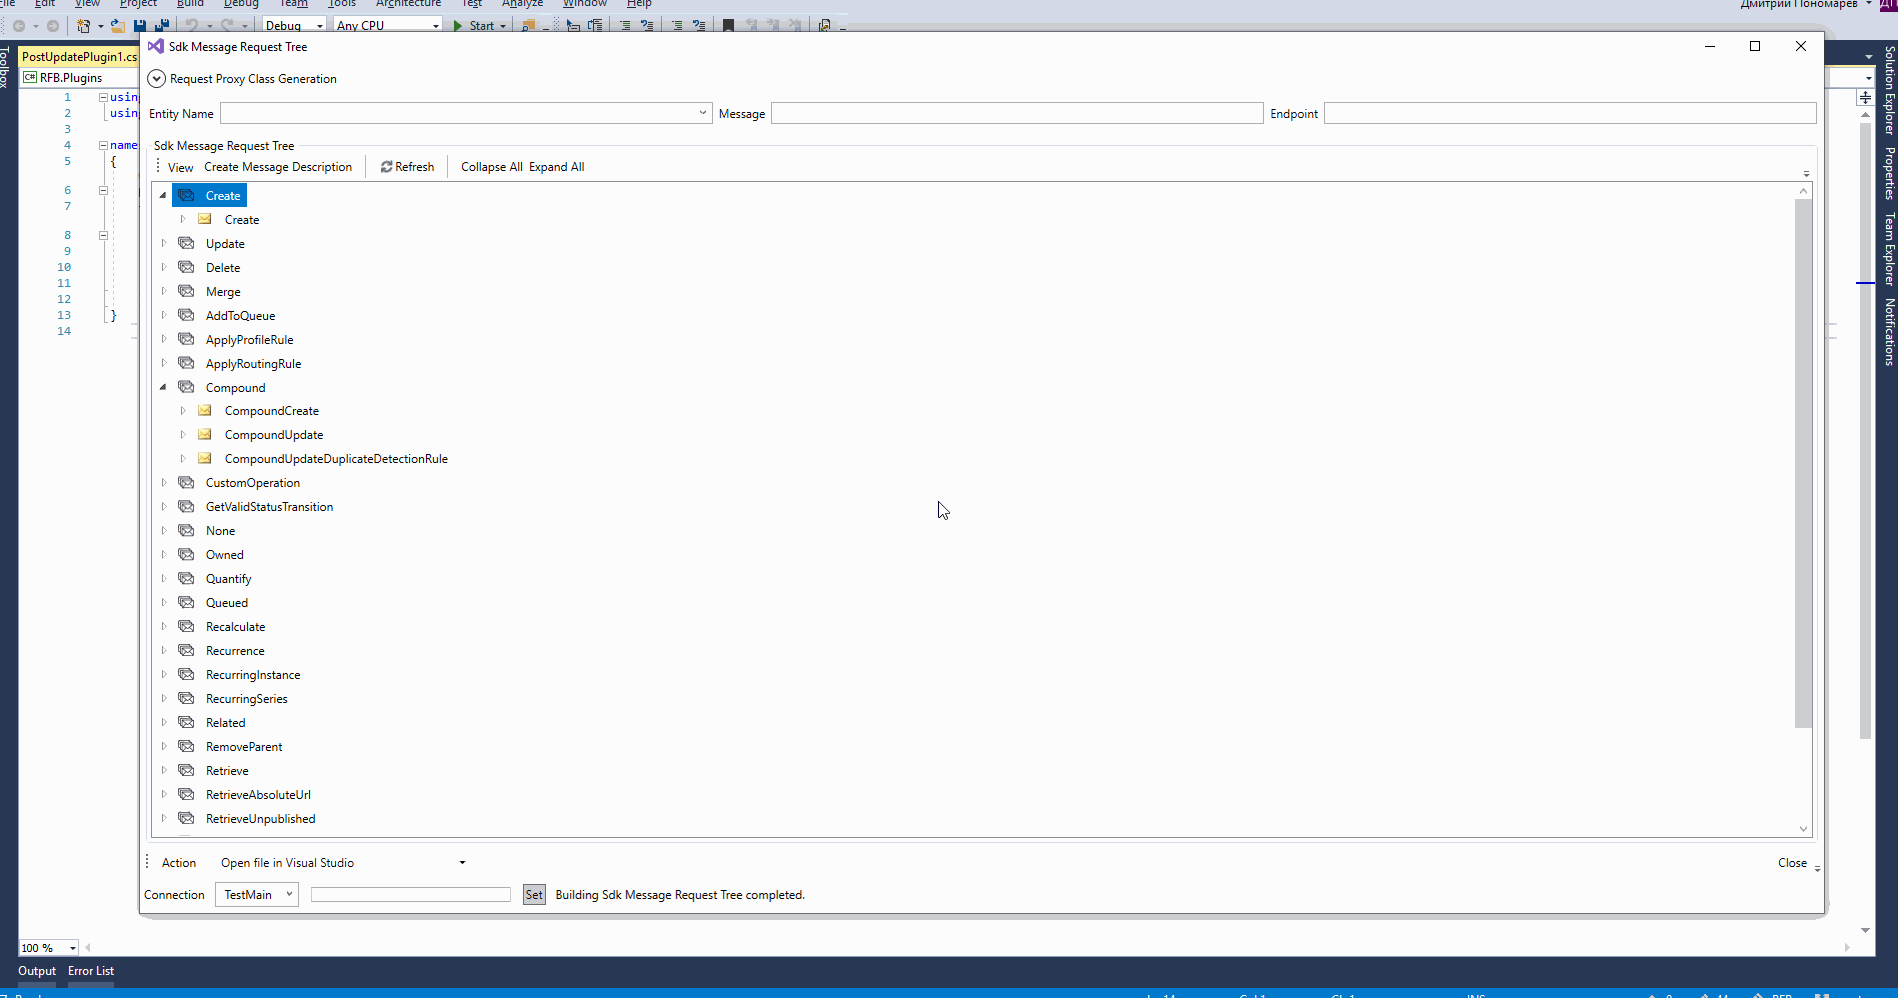 File Edit View Project Build Debug Team Tools Architecture Test Analyze Window Help Дмитрий Пономарев ДП
Debug Any CPU Start
Sdk Message Request Tree
PostUpdatePlugin1.cs
RFB.Plugins
Request Proxy Class Generation
Entity Name Message Endpoint
Sdk Message Request Tree
View Create Message Description Refresh Collapse All Expand All
Create
Create
Update
Delete
Merge
AddToQueue
ApplyProfileRule
ApplyRoutingRule
Compound
CompoundCreate
CompoundUpdate
CompoundUpdateDuplicateDetectionRule
CustomOperation
GetValidStatusTransition
None
Owned
Quantify
Queued
Recalculate
Recurrence
RecurringInstance
RecurringSeries
Related
RemoveParent
Retrieve
RetrieveAbsoluteUrl
RetrieveUnpublished
Action Open file in Visual Studio Close
Connection TestMain Set Building Sdk Message Request Tree completed.
1 usin
2 usin
3
4 names
5 {
6
7
8
9
10
11
12
13 }
14
Toolbox
Solution Explorer
Properties
Team Explorer
Notifications
100 %
Output Error List